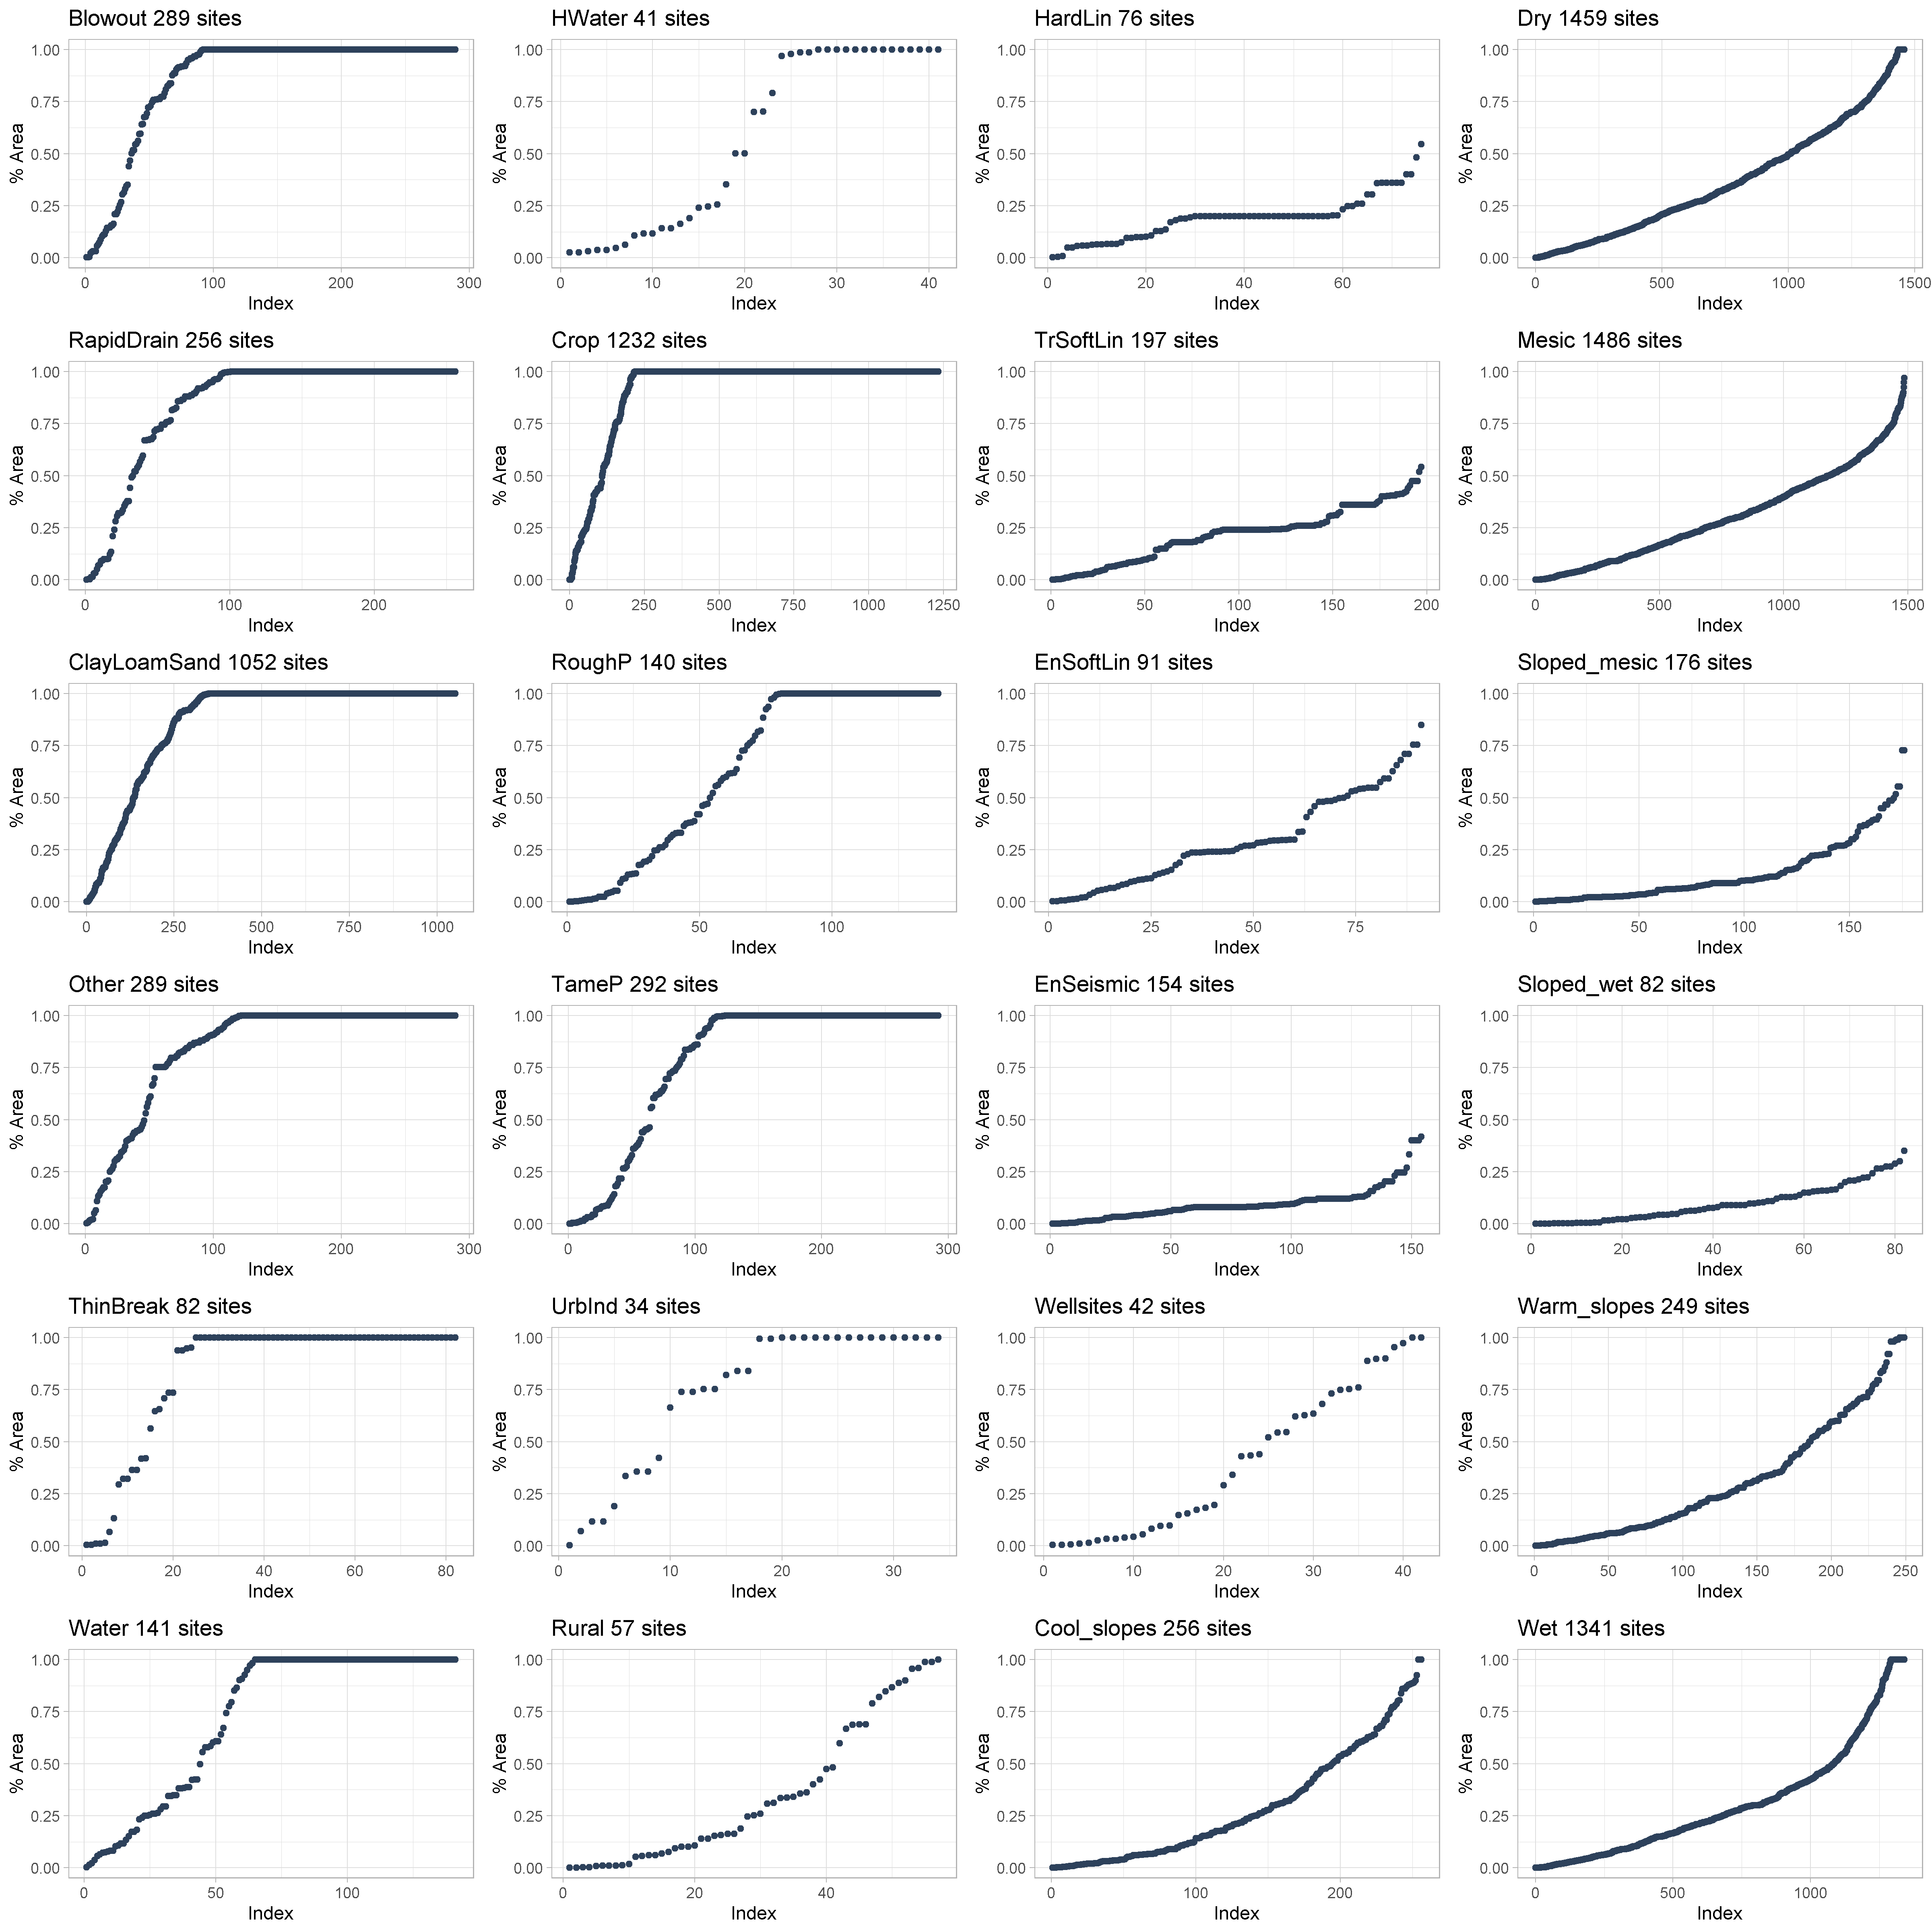 Blowout 289 sites
1.00
0.75
0.50
0.25
0.00
% Area
0 100 200 300
Index
HWater 41 sites
1.00
0.75
0.50
0.25
0.00
% Area
0 10 20 30 40
Index
HardLin 76 sites
1.00
0.75
0.50
0.25
0.00
% Area
0 20 40 60
Index
Dry 1459 sites
1.00
0.75
0.50
0.25
0.00
% Area
0 500 1000 1500
Index
RapidDrain 256 sites
1.00
0.75
0.50
0.25
0.00
% Area
0 100 200
Index
Crop 1232 sites
1.00
0.75
0.50
0.25
0.00
% Area
0 250 500 750 1000 1250
Index
TrSoftLin 197 sites
1.00
0.75
0.50
0.25
0.00
% Area
0 50 100 150 200
Index
Mesic 1486 sites
1.00
0.75
0.50
0.25
0.00
% Area
0 500 1000 1500
Index
ClayLoamSand 1052 sites
1.00
0.75
0.50
0.25
0.00
% Area
0 250 500 750 1000
Index
RoughP 140 sites
1.00
0.75
0.50
0.25
0.00
% Area
0 50 100
Index
EnSoftLin 91 sites
1.00
0.75
0.50
0.25
0.00
% Area
0 25 50 75
Index
Sloped_mesic 176 sites
1.00
0.75
0.50
0.25
0.00
% Area
0 50 100 150
Index
Other 289 sites
1.00
0.75
0.50
0.25
0.00
% Area
0 100 200 300
Index
TameP 292 sites
1.00
0.75
0.50
0.25
0.00
% Area
0 100 200 300
Index
EnSeismic 154 sites
1.00
0.75
0.50
0.25
0.00
% Area
0 50 100 150
Index
Sloped_wet 82 sites
1.00
0.75
0.50
0.25
0.00
% Area
0 20 40 60 80
Index
ThinBreak 82 sites
1.00
0.75
0.50
0.25
0.00
% Area
0 20 40 60 80
Index
UrbInd 34 sites
1.00
0.75
0.50
0.25
0.00
% Area
0 10 20 30
Index
Wellsites 42 sites
1.00
0.75
0.50
0.25
0.00
% Area
0 10 20 30 40
Index
Warm_slopes 249 sites
1.00
0.75
0.50
0.25
0.00
% Area
0 50 100 150 200 250
Index
Water 141 sites
1.00
0.75
0.50
0.25
0.00
% Area
0 50 100
Index
Rural 57 sites
1.00
0.75
0.50
0.25
0.00
% Area
0 20 40
Index
Cool_slopes 256 sites
1.00
0.75
0.50
0.25
0.00
% Area
0 100 200
Index
Wet 1341 sites
1.00
0.75
0.50
0.25
0.00
% Area
0 500 1000
Index